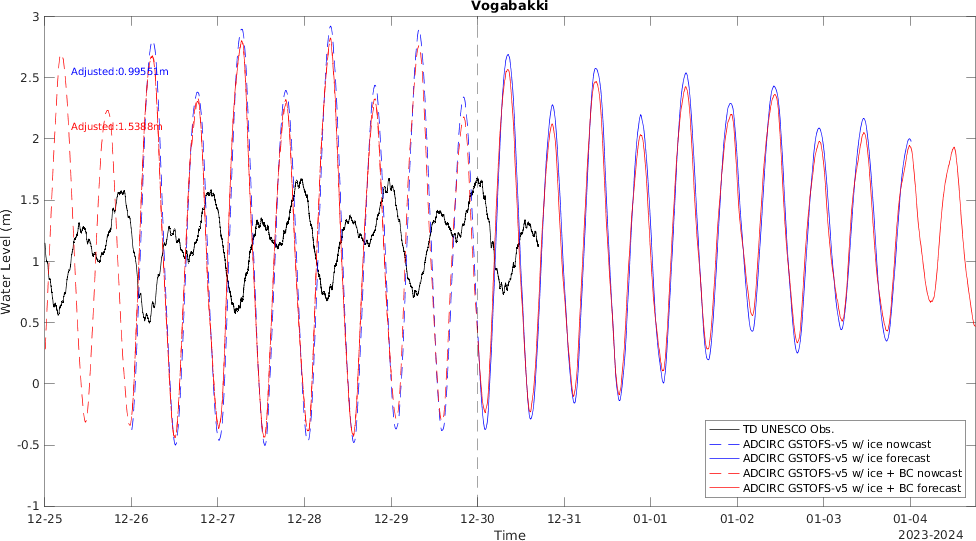 Vogabakki
3
2.5
2
1.5
1
0.5
0
-0.5
-1
Water Level (m)
Adjusted:0.99551m
Adjusted:1.5388m
TD UNESCO Obs.
ADCIRC GSTOFS-v5 w/ ice nowcast
ADCIRC GSTOFS-v5 w/ ice forecast
ADCIRC GSTOFS-v5 w/ ice + BC nowcast
ADCIRC GSTOFS-v5 w/ ice + BC forecast
12-25 12-26 12-27 12-28 12-29 12-30 12-31 01-01 01-02 01-03 01-04
Time
2023-2024